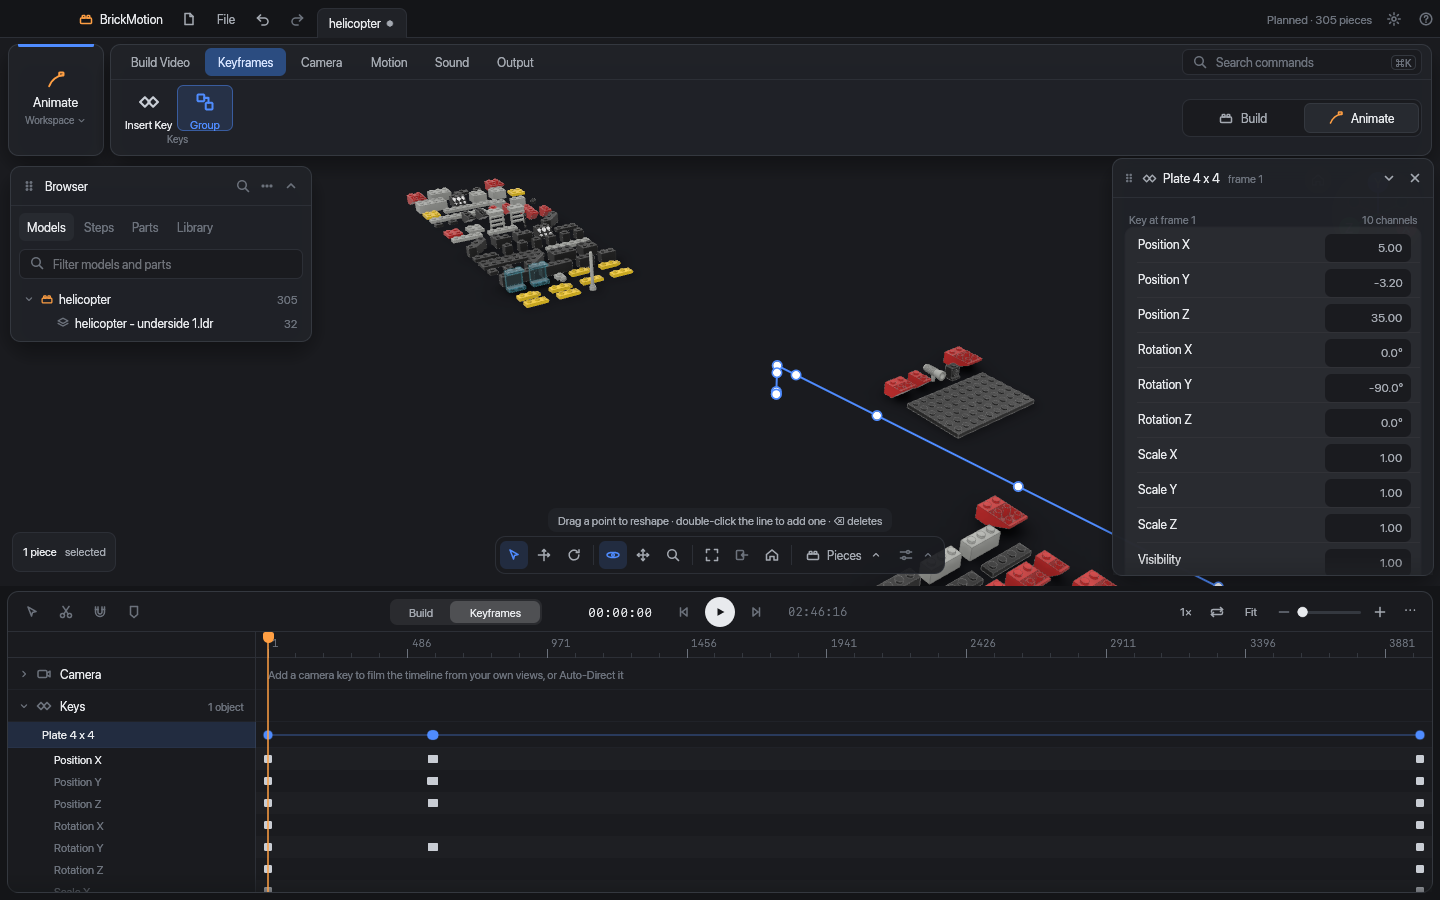 BrickMotion
File
helicopter
Planned · 305 pieces
Animate
Workspace
Build Video
Keyframes
Camera
Motion
Sound
Output
Search commands
⌘K
Insert Key
Group
Keys
Build
Animate
Browser
Models
Steps
Parts
Library
Filter models and parts
helicopter 305
helicopter - underside 1.ldr 32
Plate 4 x 4 frame 1
Key at frame 1 10 channels
Position X 5.00
Position Y -3.20
Position Z 35.00
Rotation X 0.0°
Rotation Y -90.0°
Rotation Z 0.0°
Scale X 1.00
Scale Y 1.00
Scale Z 1.00
Visibility 1.00
Drag a point to reshape · double-click the line to add one · ⌫ deletes
1 piece selected
Pieces
Build
Keyframes
00:00:00
02:46:16
1x
Fit
1 486 971 1456 1941 2426 2911 3396 3881
Camera
Add a camera key to film the timeline from your own views, or Auto-Direct it
Keys 1 object
Plate 4 x 4
Position X
Position Y
Position Z
Rotation X
Rotation Y
Rotation Z
Scale X